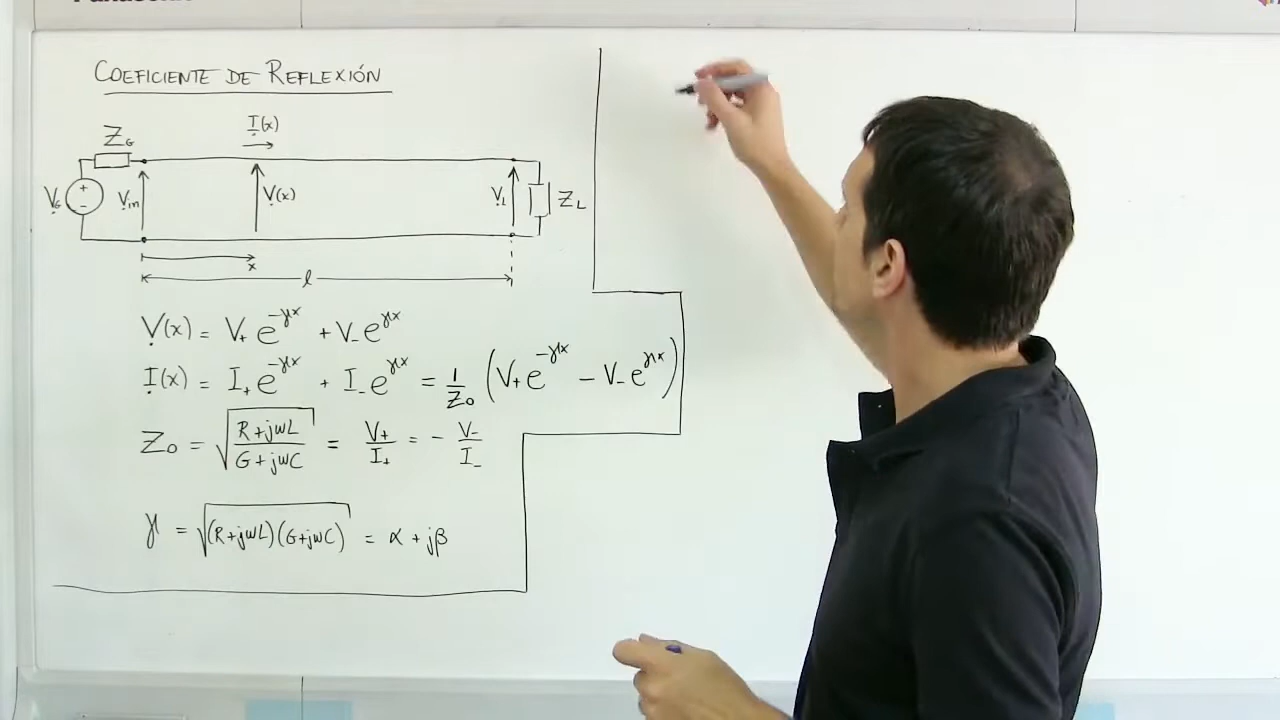 COEFICIENTE DE REFLEXIÓN
I(x)
Z_G
V_G + - V_in V(x) V_L Z_L
x
l
V(x) = V₊ e^{-γx} + V₋ e^{γx}
I(x) = I₊ e^{-γx} + I₋ e^{γx} = 1/Z₀ (V₊ e^{-γx} - V₋ e^{γx})
Z₀ = √((R+jωL)/(G+jωC)) = V₊/I₊ = - V₋/I₋
γ = √((R+jωL)(G+jωC)) = α + jβ